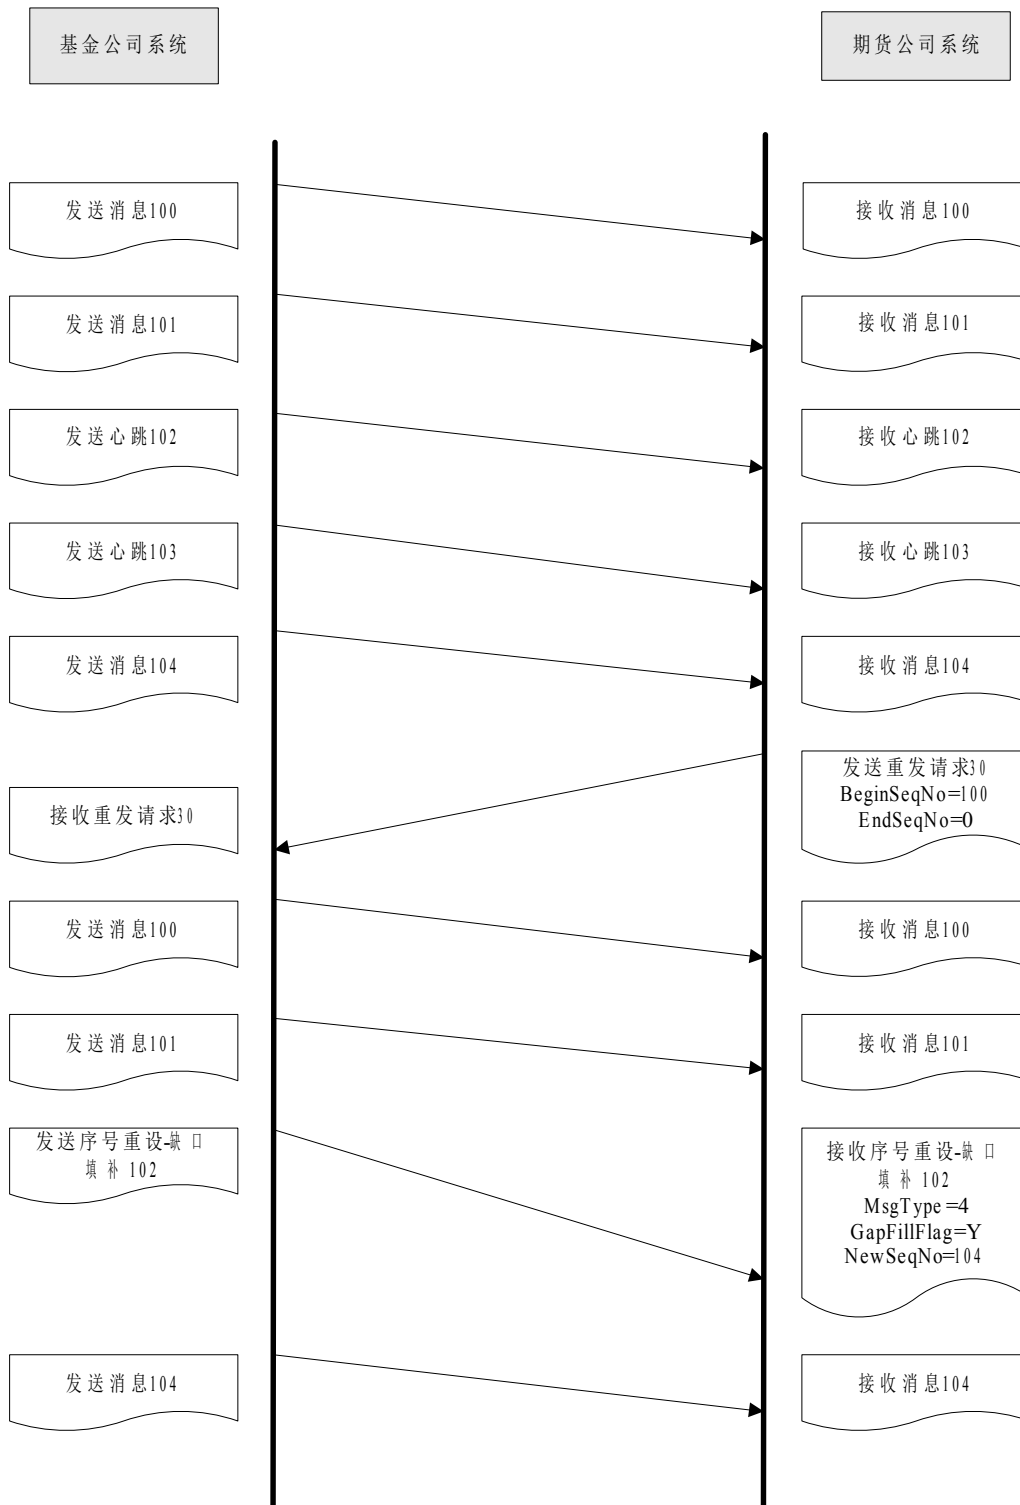 基金公司系统
期货公司系统
发送消息100
接收消息100
发送消息101
接收消息101
发送心跳102
接收心跳102
发送心跳103
接收心跳103
发送消息104
接收消息104
发送重发请求30
BeginSeqNo=100
EndSeqNo=0
接收重发请求30
发送消息100
接收消息100
发送消息101
接收消息101
发送序号重设-缺口
填补 102
接收序号重设-缺口
填补 102
MsgType=4
GapFillFlag=Y
NewSeqNo=104
发送消息104
接收消息104